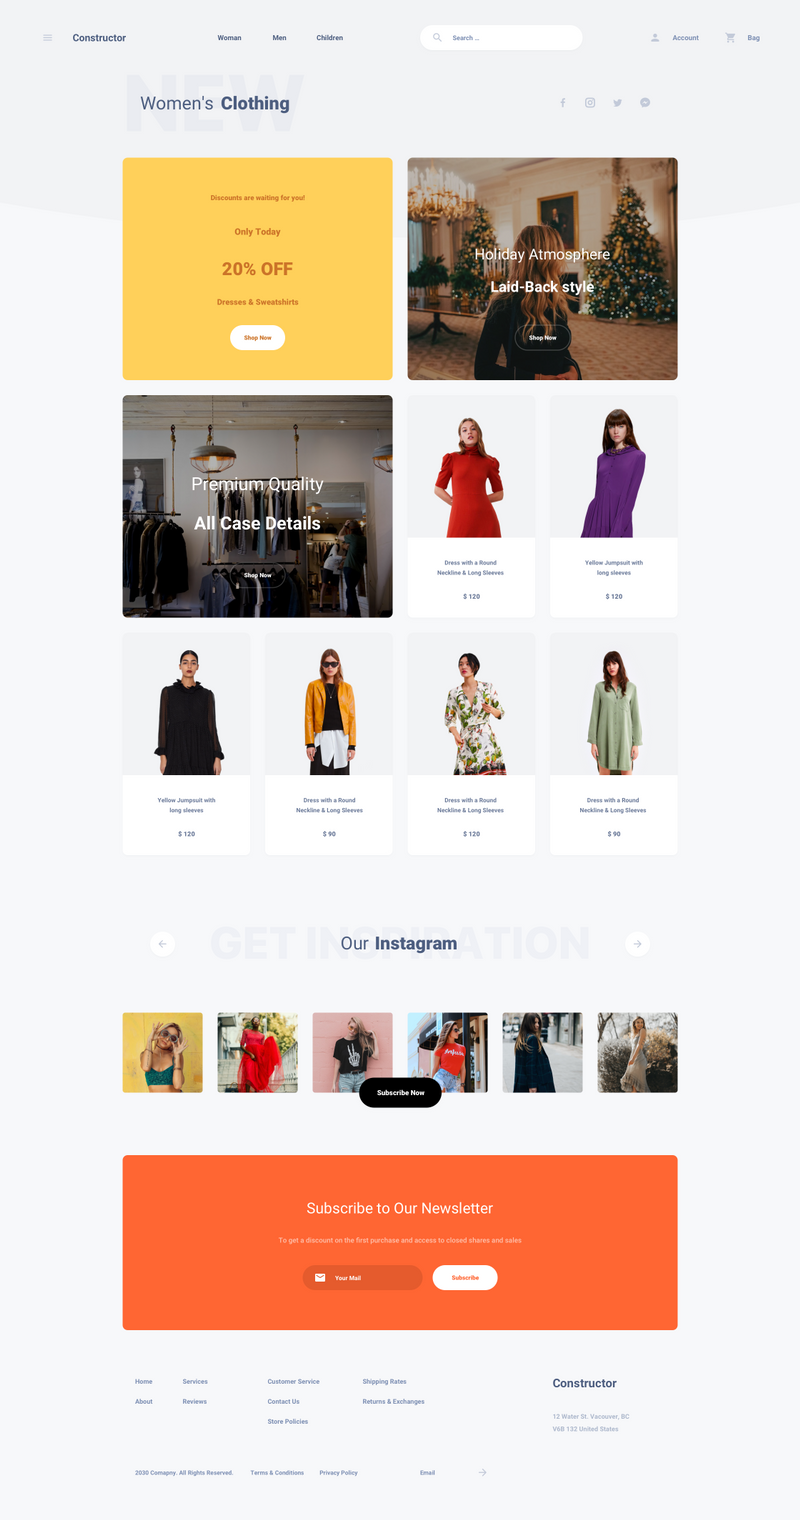 Constructor
Woman
Men
Children
Search ...
Account
Bag
NEW
Women's Clothing
Discounts are waiting for you!
Only Today
20% OFF
Dresses & Sweatshirts
Shop Now
Holiday Atmosphere
Laid-Back style
Shop Now
Premium Quality
All Case Details
Shop Now
Dress with a Round
Neckline & Long Sleeves
$ 120
Yellow Jumpsuit with
long sleeves
$ 120
Yellow Jumpsuit with
long sleeves
$ 120
Dress with a Round
Neckline & Long Sleeves
$ 90
Dress with a Round
Neckline & Long Sleeves
$ 120
Dress with a Round
Neckline & Long Sleeves
$ 90
GET INSPIRATION
Our Instagram
Subscribe Now
Subscribe to Our Newsletter
To get a discount on the first purchase and access to closed shares and sales
Your Mail
Subscribe
Home
Services
Customer Service
Shipping Rates
About
Reviews
Contact Us
Returns & Exchanges
Store Policies
Constructor
12 Water St. Vacouver, BC
V6B 132 United States
2030 Comapny. All Rights Reserved.
Terms & Conditions
Privacy Policy
Email